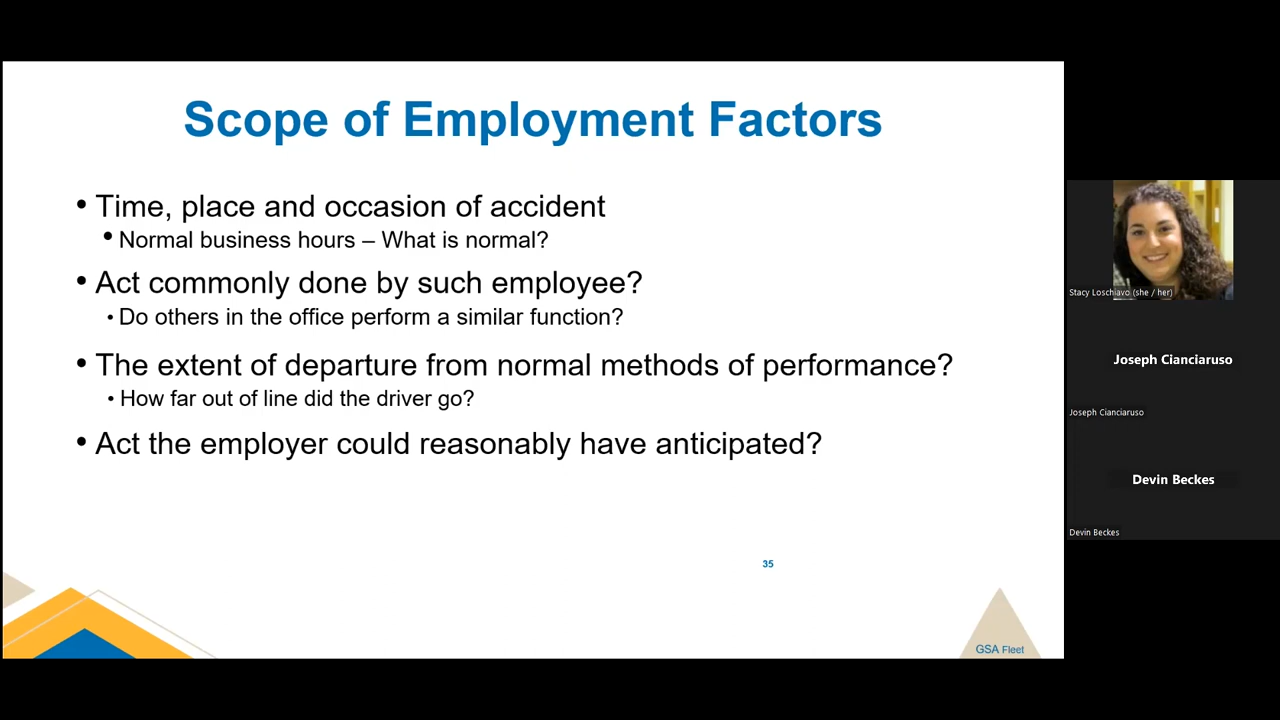 Scope of Employment Factors
• Time, place and occasion of accident
• Normal business hours – What is normal?
• Act commonly done by such employee?
• Do others in the office perform a similar function?
• The extent of departure from normal methods of performance?
• How far out of line did the driver go?
• Act the employer could reasonably have anticipated?
35
GSA Fleet
Stacy Loschiavo (she / her)
Joseph Cianciaruso
Joseph Cianciaruso
Devin Beckes
Devin Beckes